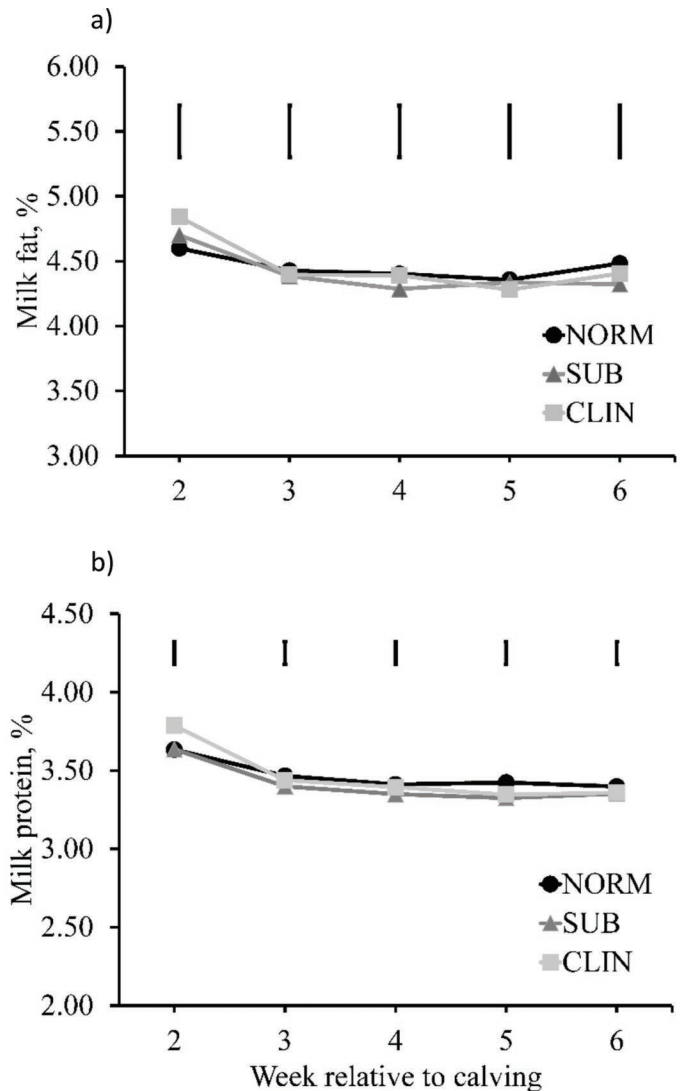 a)
6.00
5.50
5.00
4.50
4.00
3.50
3.00
Milk fat, %
NORM
SUB
CLIN
2 3 4 5 6
b)
4.50
4.00
3.50
3.00
2.50
2.00
Milk protein, %
NORM
SUB
CLIN
2 3 4 5 6
Week relative to calving